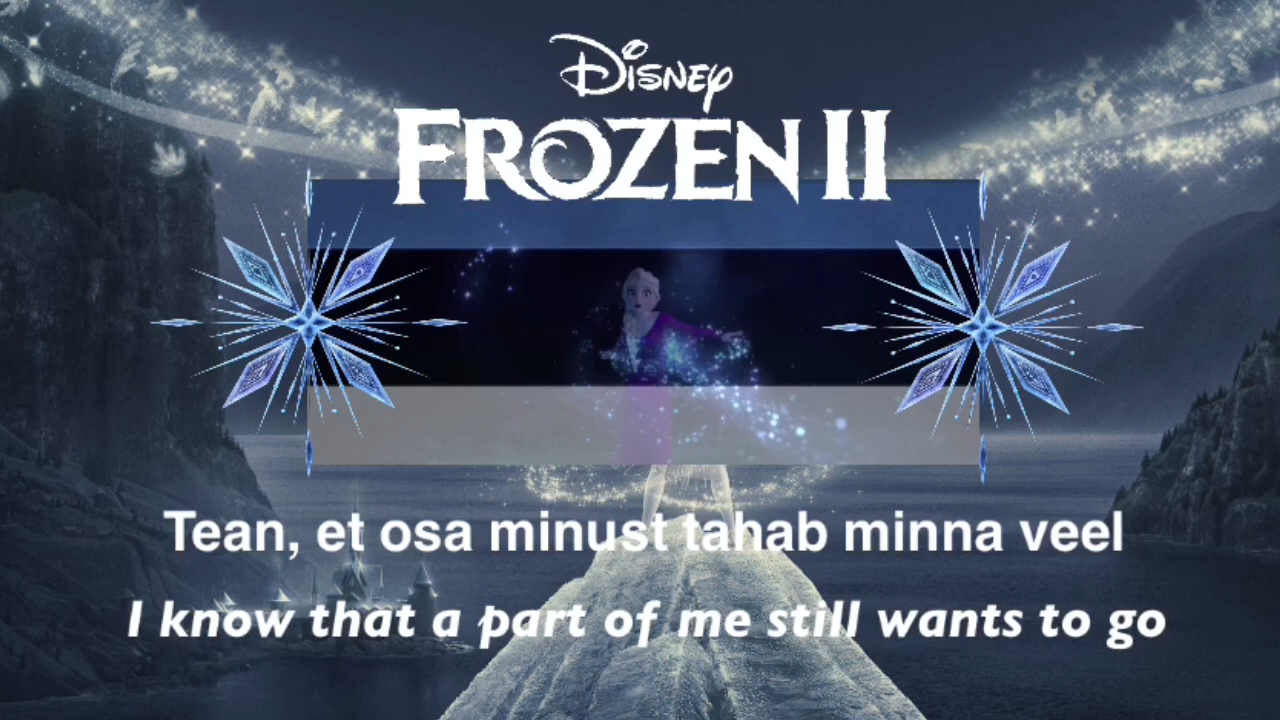 Disney
FROZEN II
Tean, et osa minust tahab minna veel
I know that a part of me still wants to go